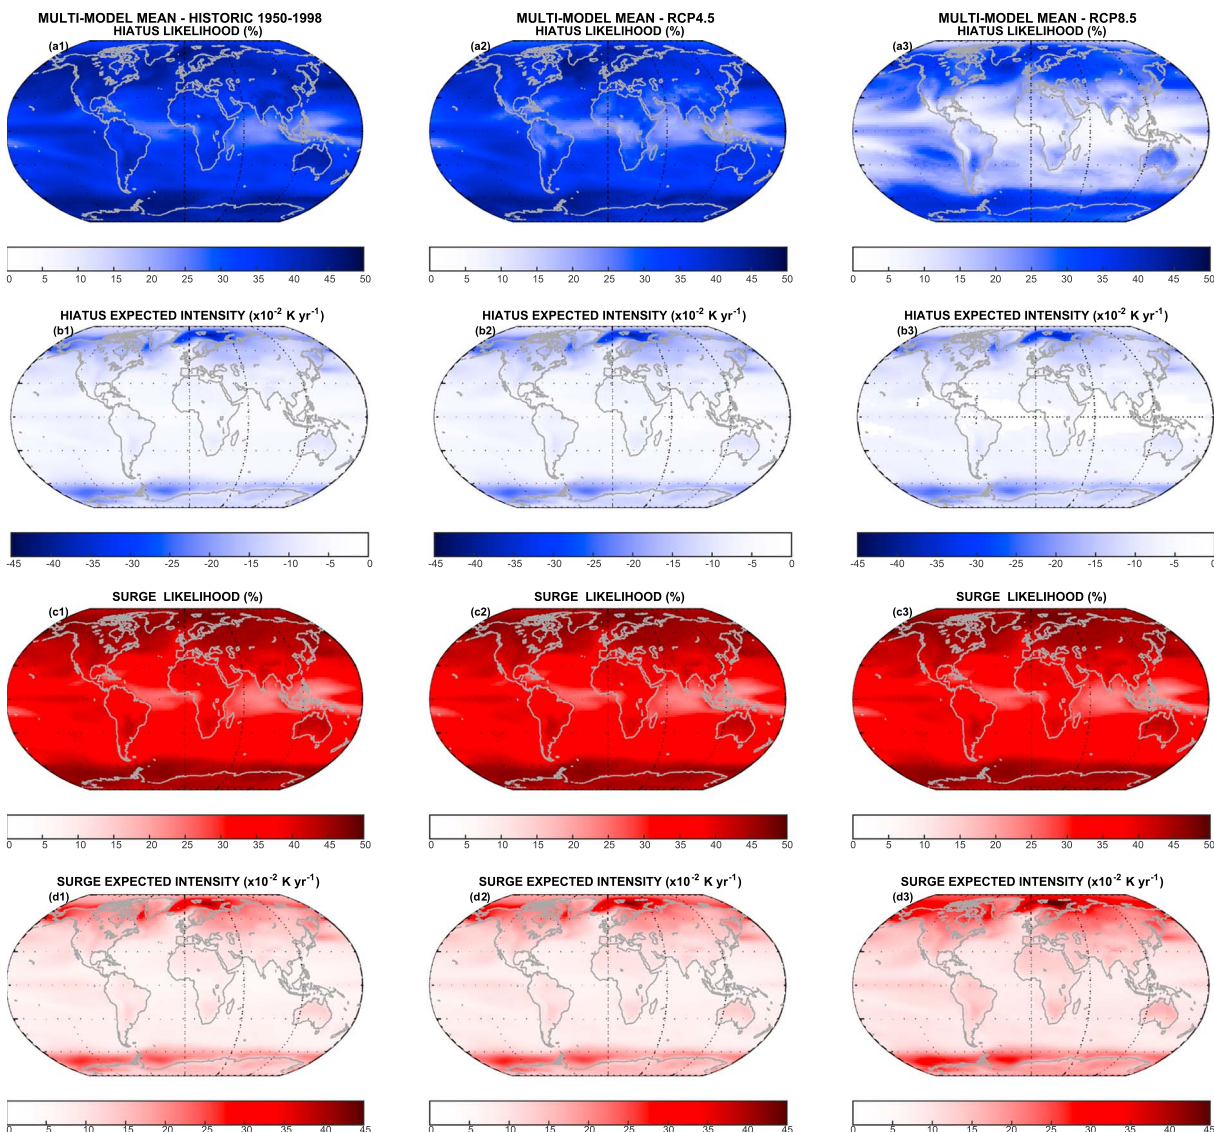 MULTI-MODEL MEAN - HISTORIC 1950-1998
HIATUS LIKELIHOOD (%)
MULTI-MODEL MEAN - RCP4.5
HIATUS LIKELIHOOD (%)
MULTI-MODEL MEAN - RCP8.5
HIATUS LIKELIHOOD (%)
(a1)
(a2)
(a3)
0 5 10 15 20 25 30 35 40 45 50
0 5 10 15 20 25 30 35 40 45 50
0 5 10 15 20 25 30 35 40 45 50
HIATUS EXPECTED INTENSITY (x10⁻² K yr⁻¹)
HIATUS EXPECTED INTENSITY (x10⁻² K yr⁻¹)
HIATUS EXPECTED INTENSITY (x10⁻² K yr⁻¹)
(b1)
(b2)
(b3)
-45 -40 -35 -30 -25 -20 -15 -10 -5 0
-45 -40 -35 -30 -25 -20 -15 -10 -5 0
-45 -40 -35 -30 -25 -20 -15 -10 -5 0
SURGE LIKELIHOOD (%)
SURGE LIKELIHOOD (%)
SURGE LIKELIHOOD (%)
(c1)
(c2)
(c3)
0 5 10 15 20 25 30 35 40 45 50
0 5 10 15 20 25 30 35 40 45 50
0 5 10 15 20 25 30 35 40 45 50
SURGE EXPECTED INTENSITY (x10⁻² K yr⁻¹)
SURGE EXPECTED INTENSITY (x10⁻² K yr⁻¹)
SURGE EXPECTED INTENSITY (x10⁻² K yr⁻¹)
(d1)
(d2)
(d3)
0 5 10 15 20 25 30 35 40 45
0 5 10 15 20 25 30 35 40 45
0 5 10 15 20 25 30 35 40 45